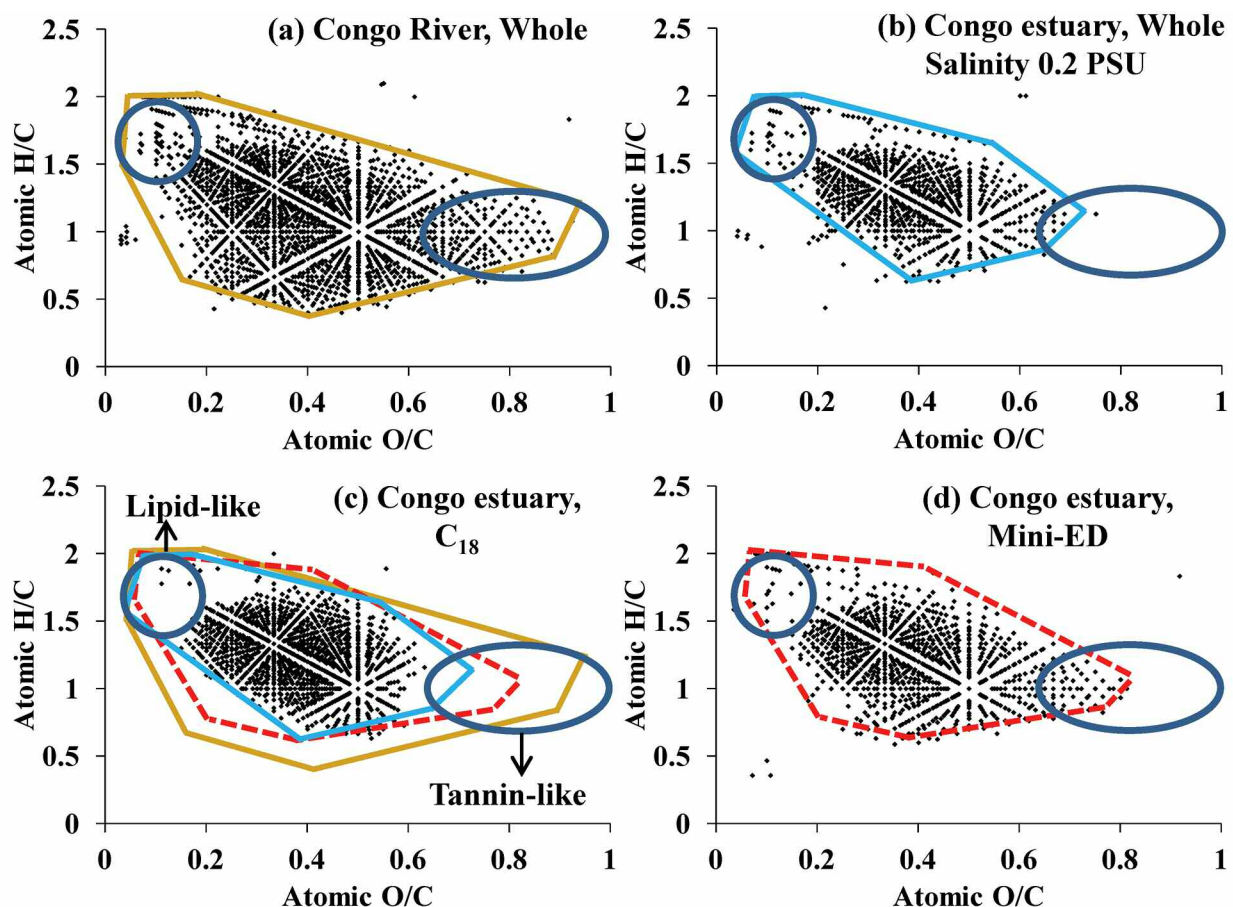 (a) Congo River, Whole
2.5
2
1.5
1
0.5
0
Atomic H/C
0
0.2
0.4
0.6
0.8
1
Atomic O/C
(b) Congo estuary, Whole
Salinity 0.2 PSU
2.5
2
1.5
1
0.5
0
Atomic H/C
0
0.2
0.4
0.6
0.8
1
Atomic O/C
(c) Congo estuary,
C₁₈
Lipid-like
Tannin-like
2.5
2
1.5
1
0.5
0
Atomic H/C
0
0.2
0.4
0.6
0.8
1
Atomic O/C
(d) Congo estuary,
Mini-ED
2.5
2
1.5
1
0.5
0
Atomic H/C
0
0.2
0.4
0.6
0.8
1
Atomic O/C